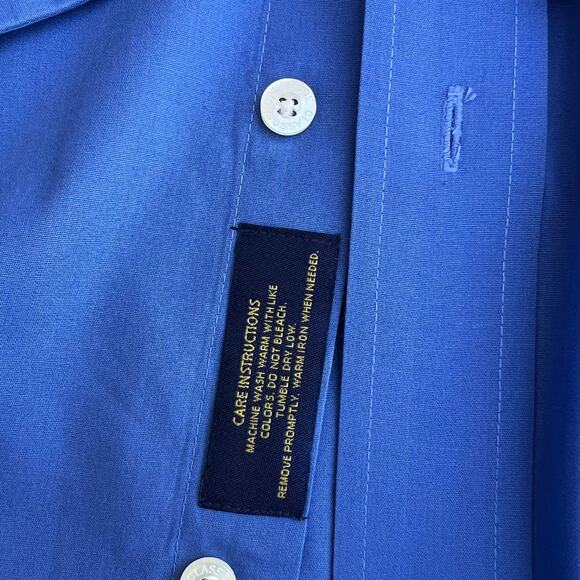 CARE INSTRUCTIONS
MACHINE WASH WARM WITH LIKE
COLORS. DO NOT BLEACH.
TUMBLE DRY LOW.
REMOVE PROMPTLY. WARM IRON WHEN NEEDED.